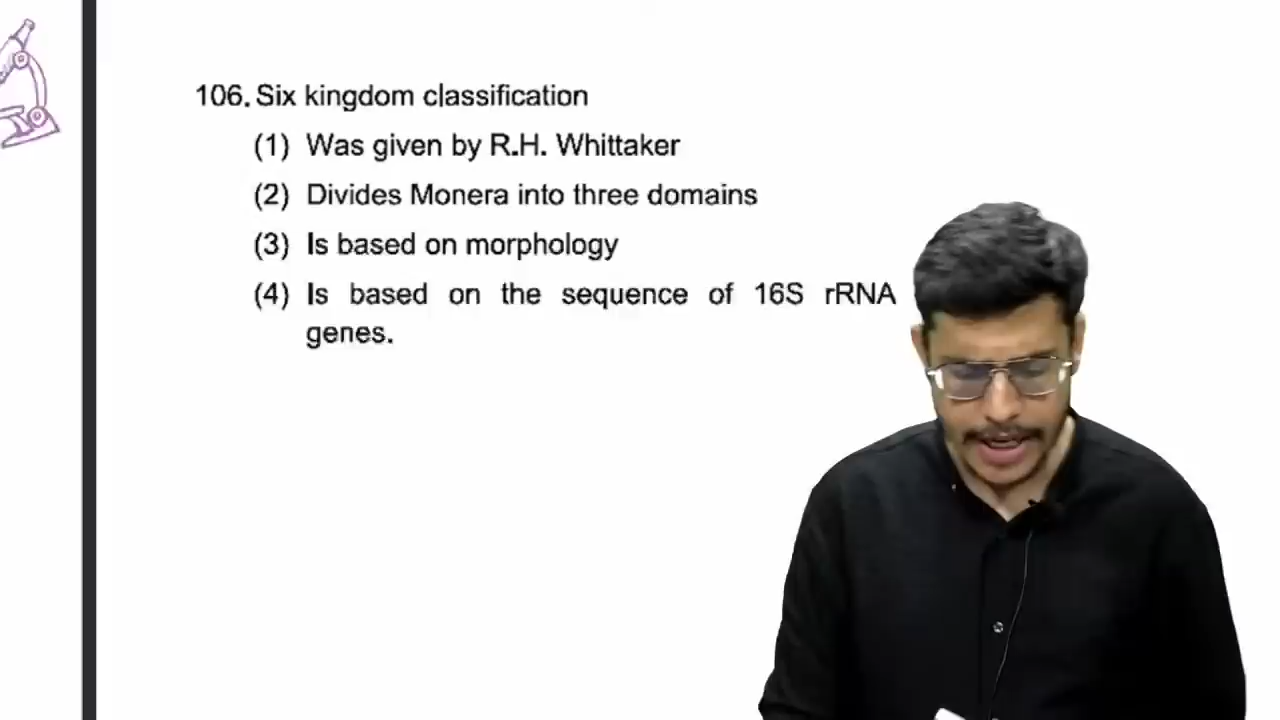 106. Six kingdom classification
(1) Was given by R.H. Whittaker
(2) Divides Monera into three domains
(3) Is based on morphology
(4) Is based on the sequence of 16S rRNA
genes.